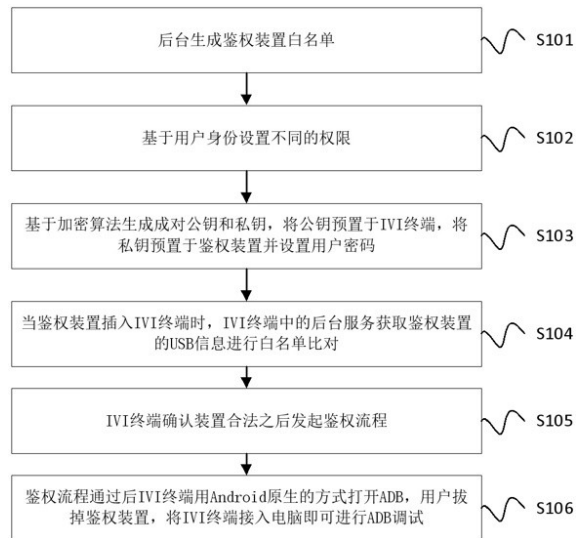 后台生成鉴权装置白名单
S101
基于用户身份设置不同的权限
S102
基于加密算法生成成对公钥和私钥，将公钥预置于IVI终端，将
私钥预置于鉴权装置并设置用户密码
S103
当鉴权装置插入IVI终端时，IVI终端中的后台服务获取鉴权装置
的USB信息进行白名单比对
S104
IVI终端确认装置合法之后发起鉴权流程
S105
鉴权流程通过后IVI终端用Android原生的方式打开ADB，用户拔
掉鉴权装置，将IVI终端接入电脑即可进行ADB调试
S106